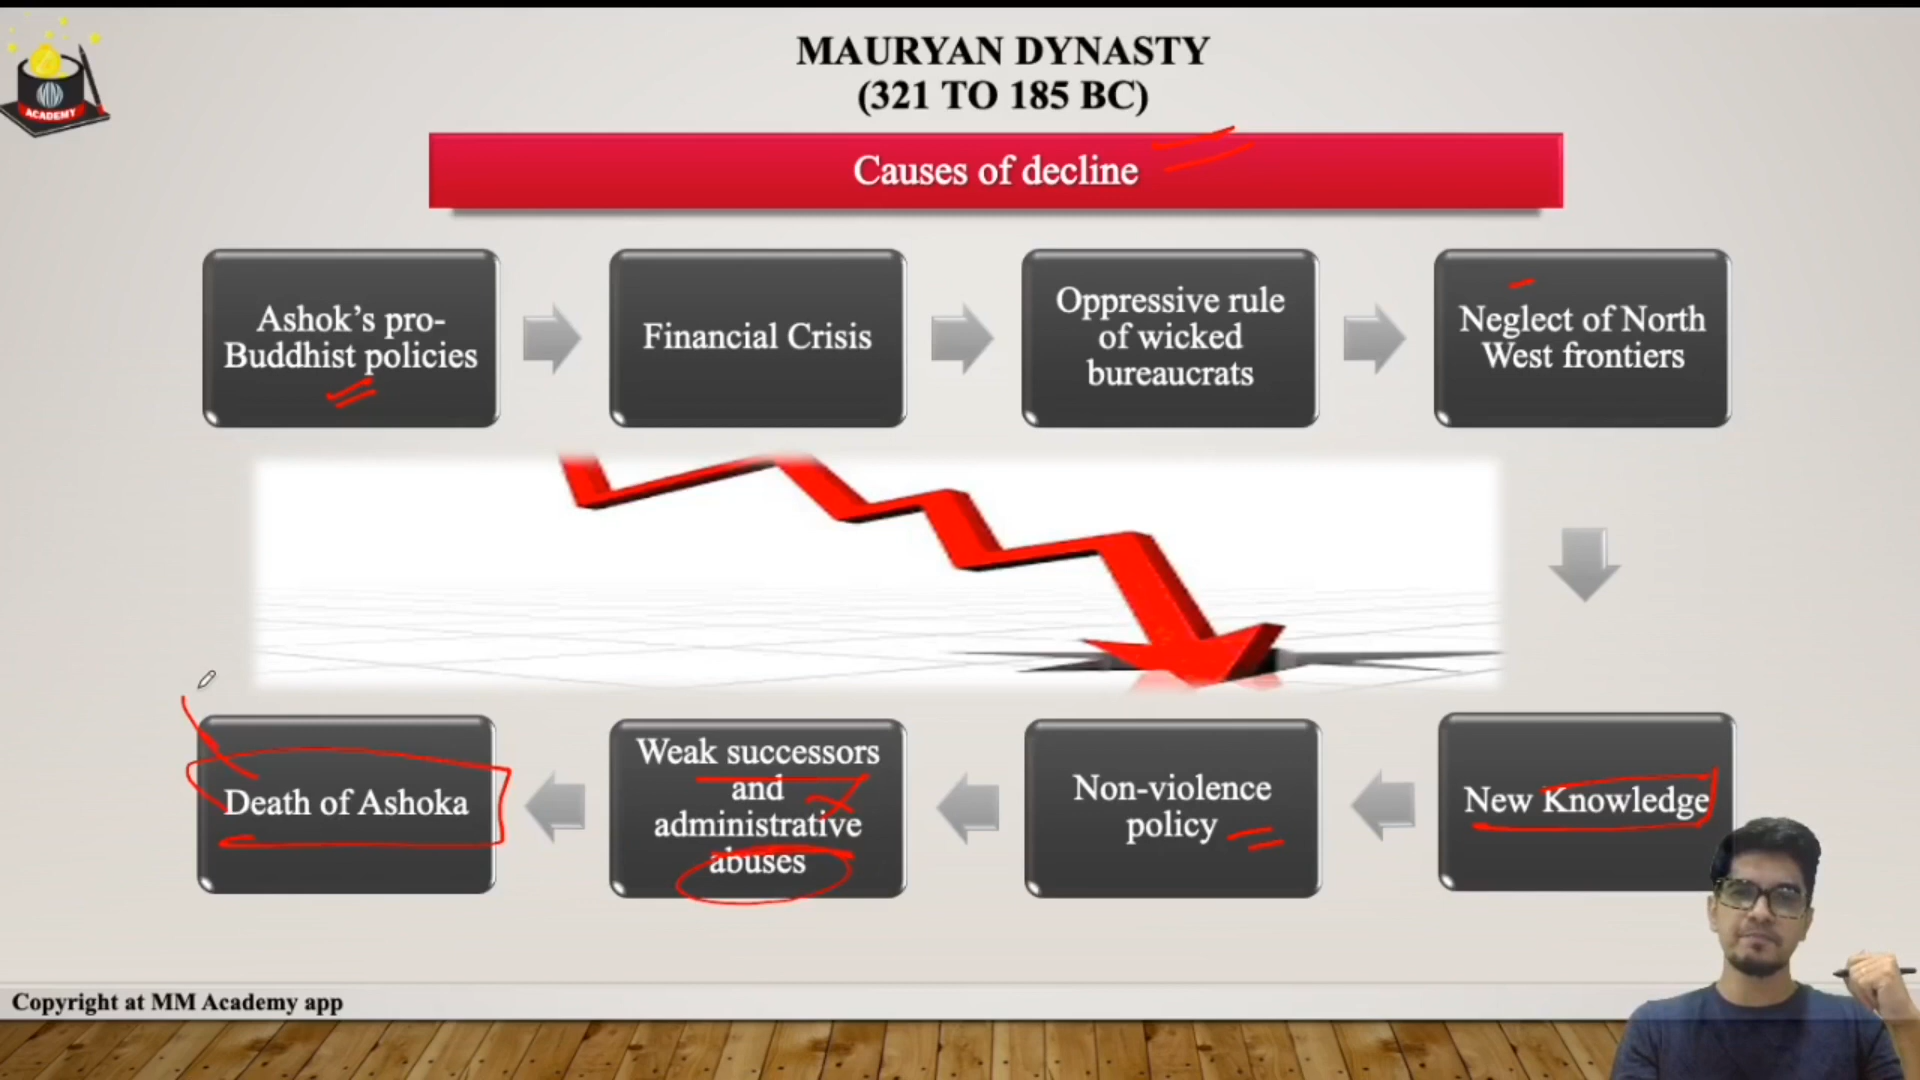 MAURYAN DYNASTY
(321 TO 185 BC)
ACADEMY
Causes of decline
Ashok’s pro-
Buddhist policies
Financial Crisis
Oppressive rule
of wicked
bureaucrats
Neglect of North
West frontiers
New Knowledge
Non-violence
policy
Weak successors
and
administrative
abuses
Death of Ashoka
Copyright at MM Academy app